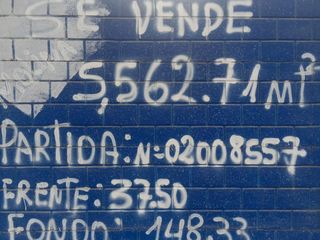 SE VENDE
5,562.71 m²
PARTIDA: N=02008557
FRENTE: 37.50
FONDO: 148.33